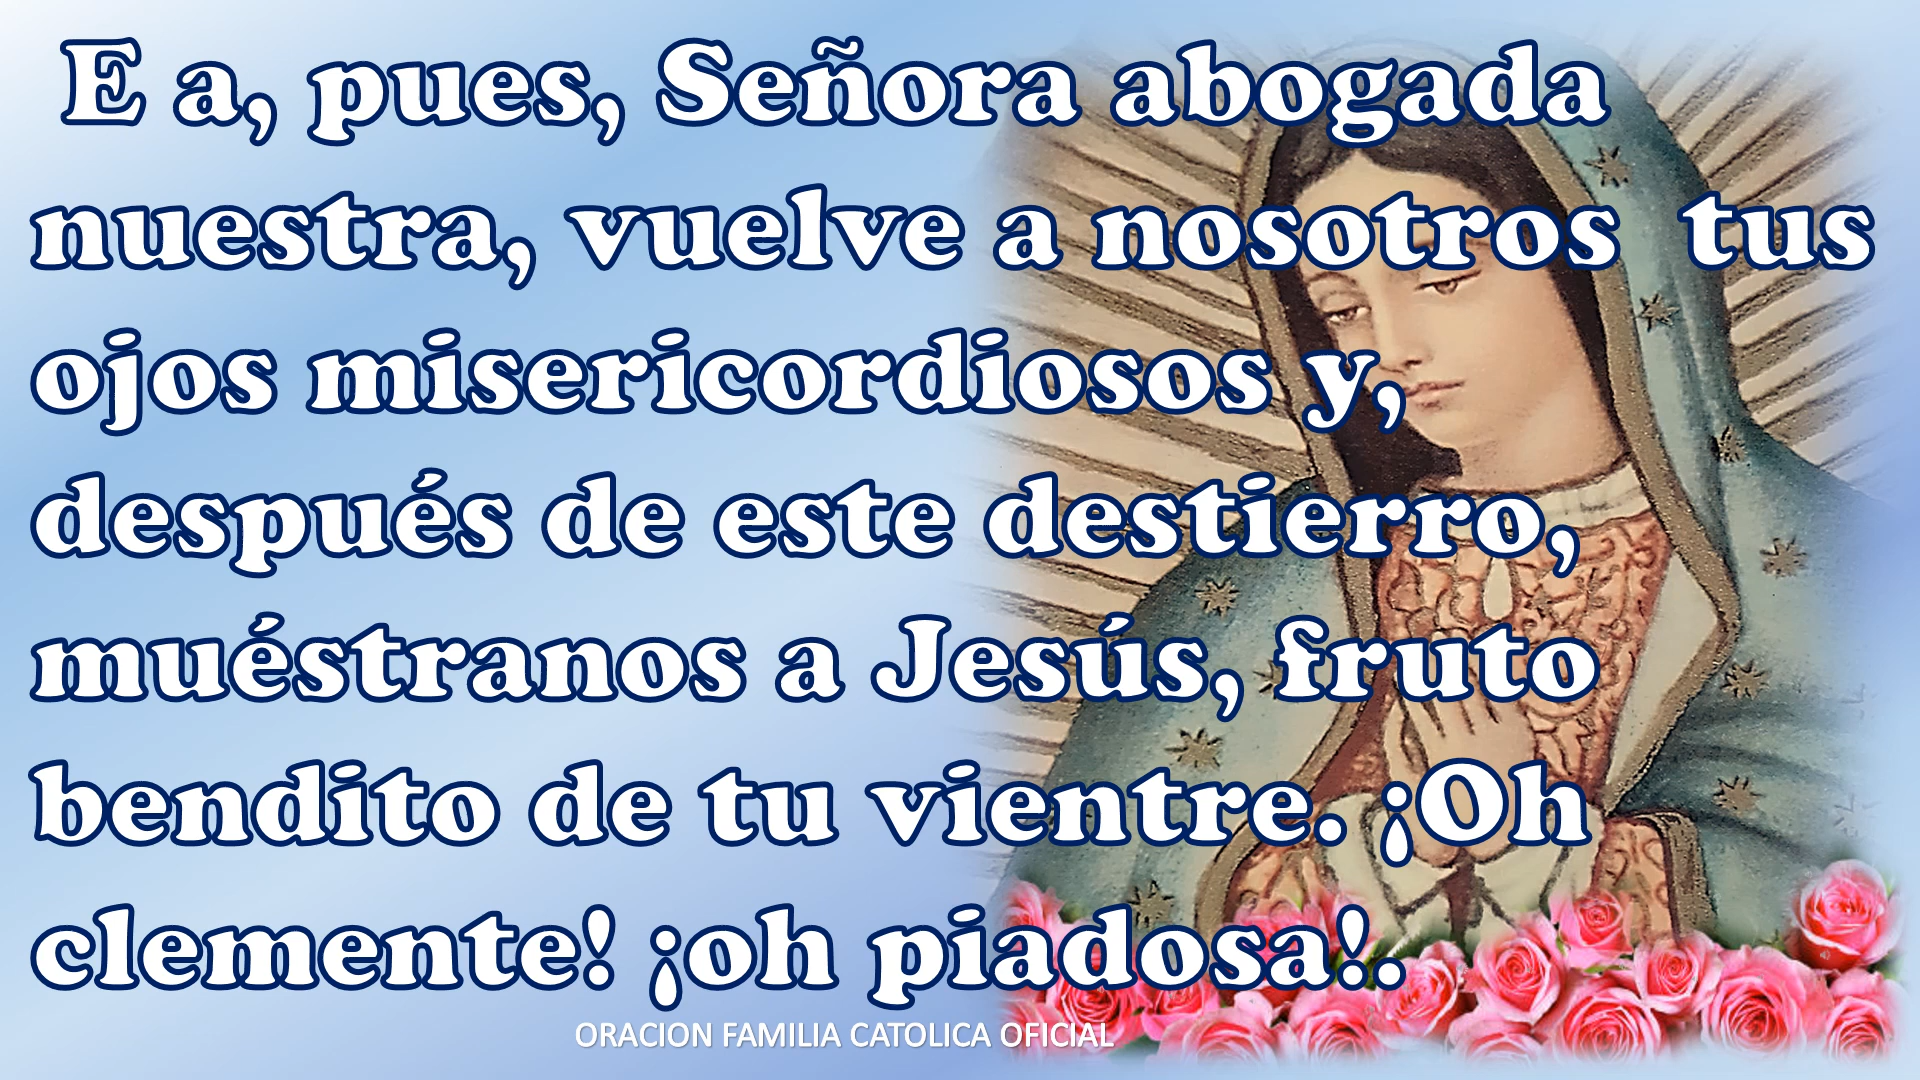 E a, pues, Señora abogada
nuestra, vuelve a nosotros tus
ojos misericordiosos y,
después de este destierro,
muéstranos a Jesús, fruto
bendito de tu vientre. ¡Oh
clemente! ¡oh piadosa!.
ORACION FAMILIA CATOLICA OFICIAL